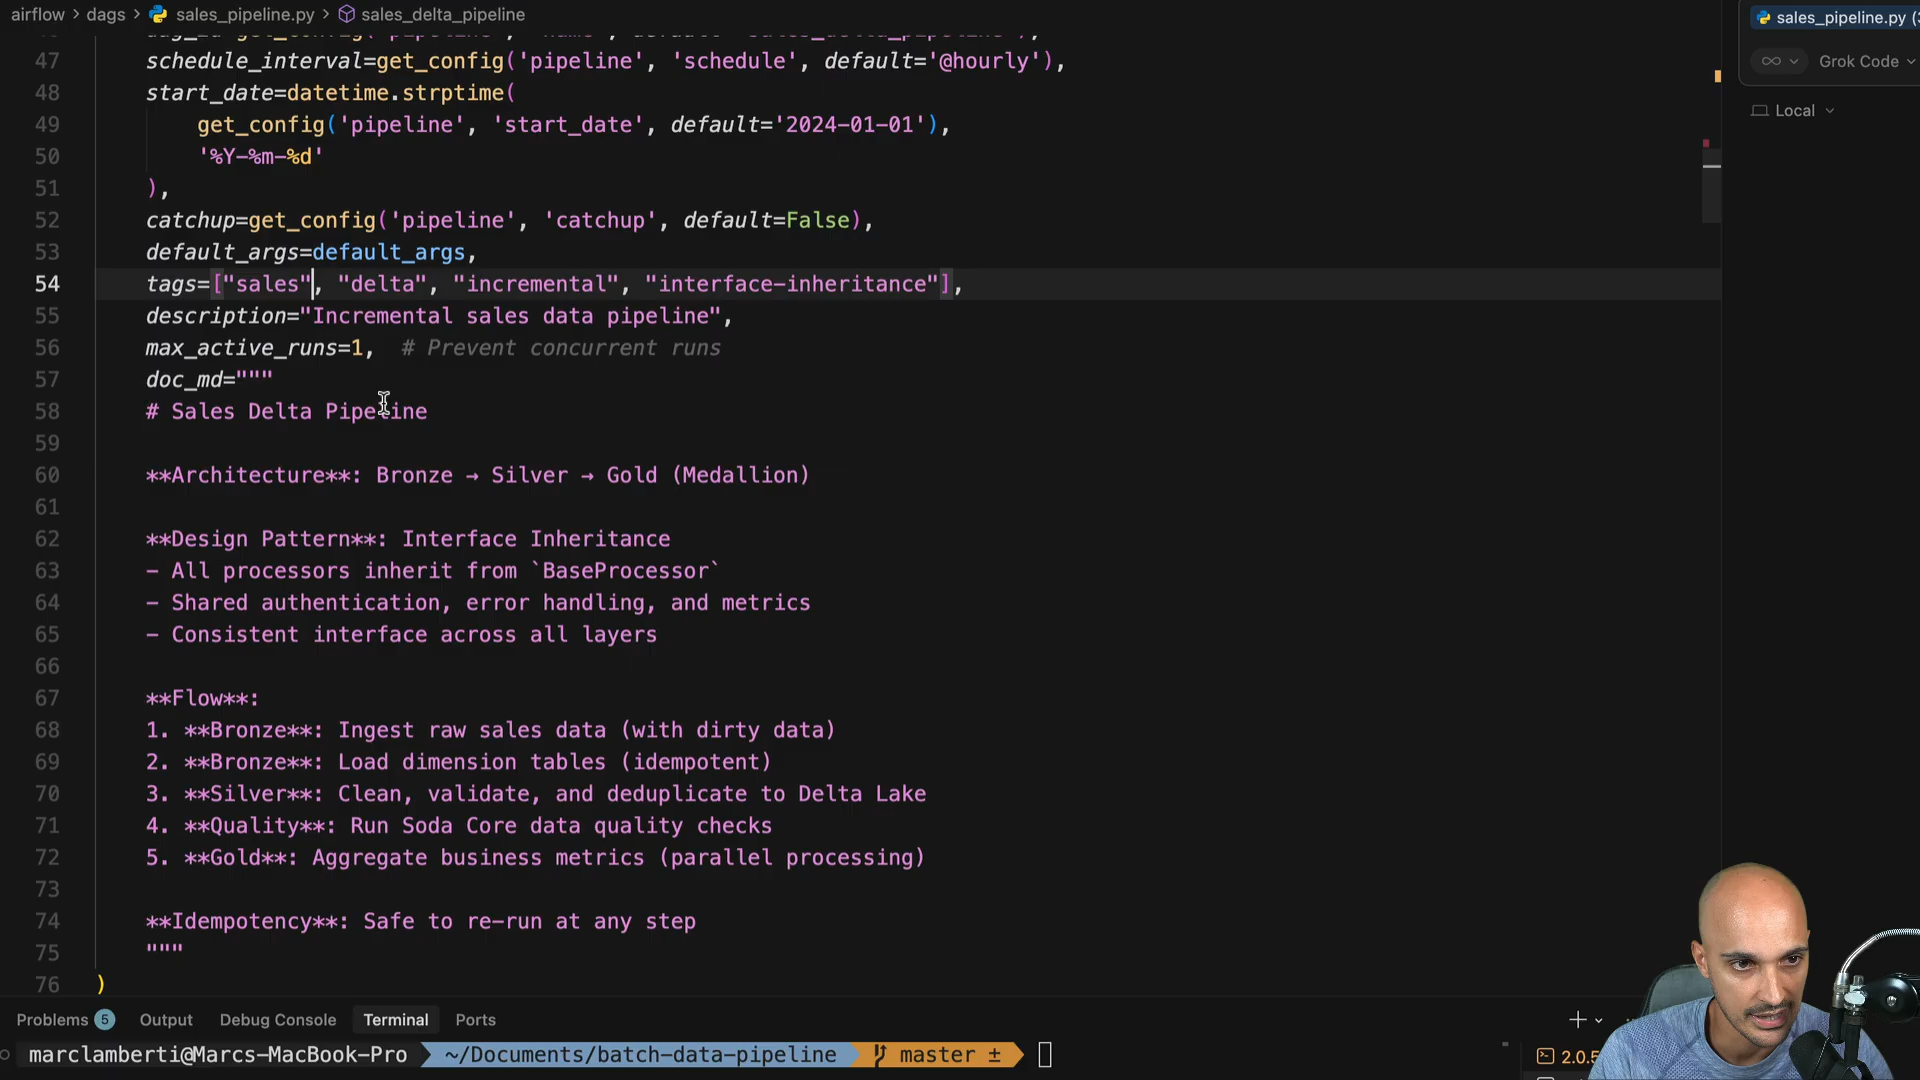 airflow > dags > sales_pipeline.py > sales_delta_pipeline
47 schedule_interval=get_config('pipeline', 'schedule', default='@hourly'),
48 start_date=datetime.strptime(
49 get_config('pipeline', 'start_date', default='2024-01-01'),
50 '%Y-%m-%d'
51 ),
52 catchup=get_config('pipeline', 'catchup', default=False),
53 default_args=default_args,
54 tags=["sales", "delta", "incremental", "interface-inheritance"],
55 description="Incremental sales data pipeline",
56 max_active_runs=1,  # Prevent concurrent runs
57 doc_md="""
58 # Sales Delta Pipeline
59
60 **Architecture**: Bronze → Silver → Gold (Medallion)
61
62 **Design Pattern**: Interface Inheritance
63 - All processors inherit from `BaseProcessor`
64 - Shared authentication, error handling, and metrics
65 - Consistent interface across all layers
66
67 **Flow**:
68 1. **Bronze**: Ingest raw sales data (with dirty data)
69 2. **Bronze**: Load dimension tables (idempotent)
70 3. **Silver**: Clean, validate, and deduplicate to Delta Lake
71 4. **Quality**: Run Soda Core data quality checks
72 5. **Gold**: Aggregate business metrics (parallel processing)
73
74 **Idempotency**: Safe to re-run at any step
75 """
76 )
sales_pipeline.py
Grok Code
Local
Problems 5 Output Debug Console Terminal Ports
marclamberti@Marcs-MacBook-Pro ~/Documents/batch-data-pipeline master ±
2.0.5